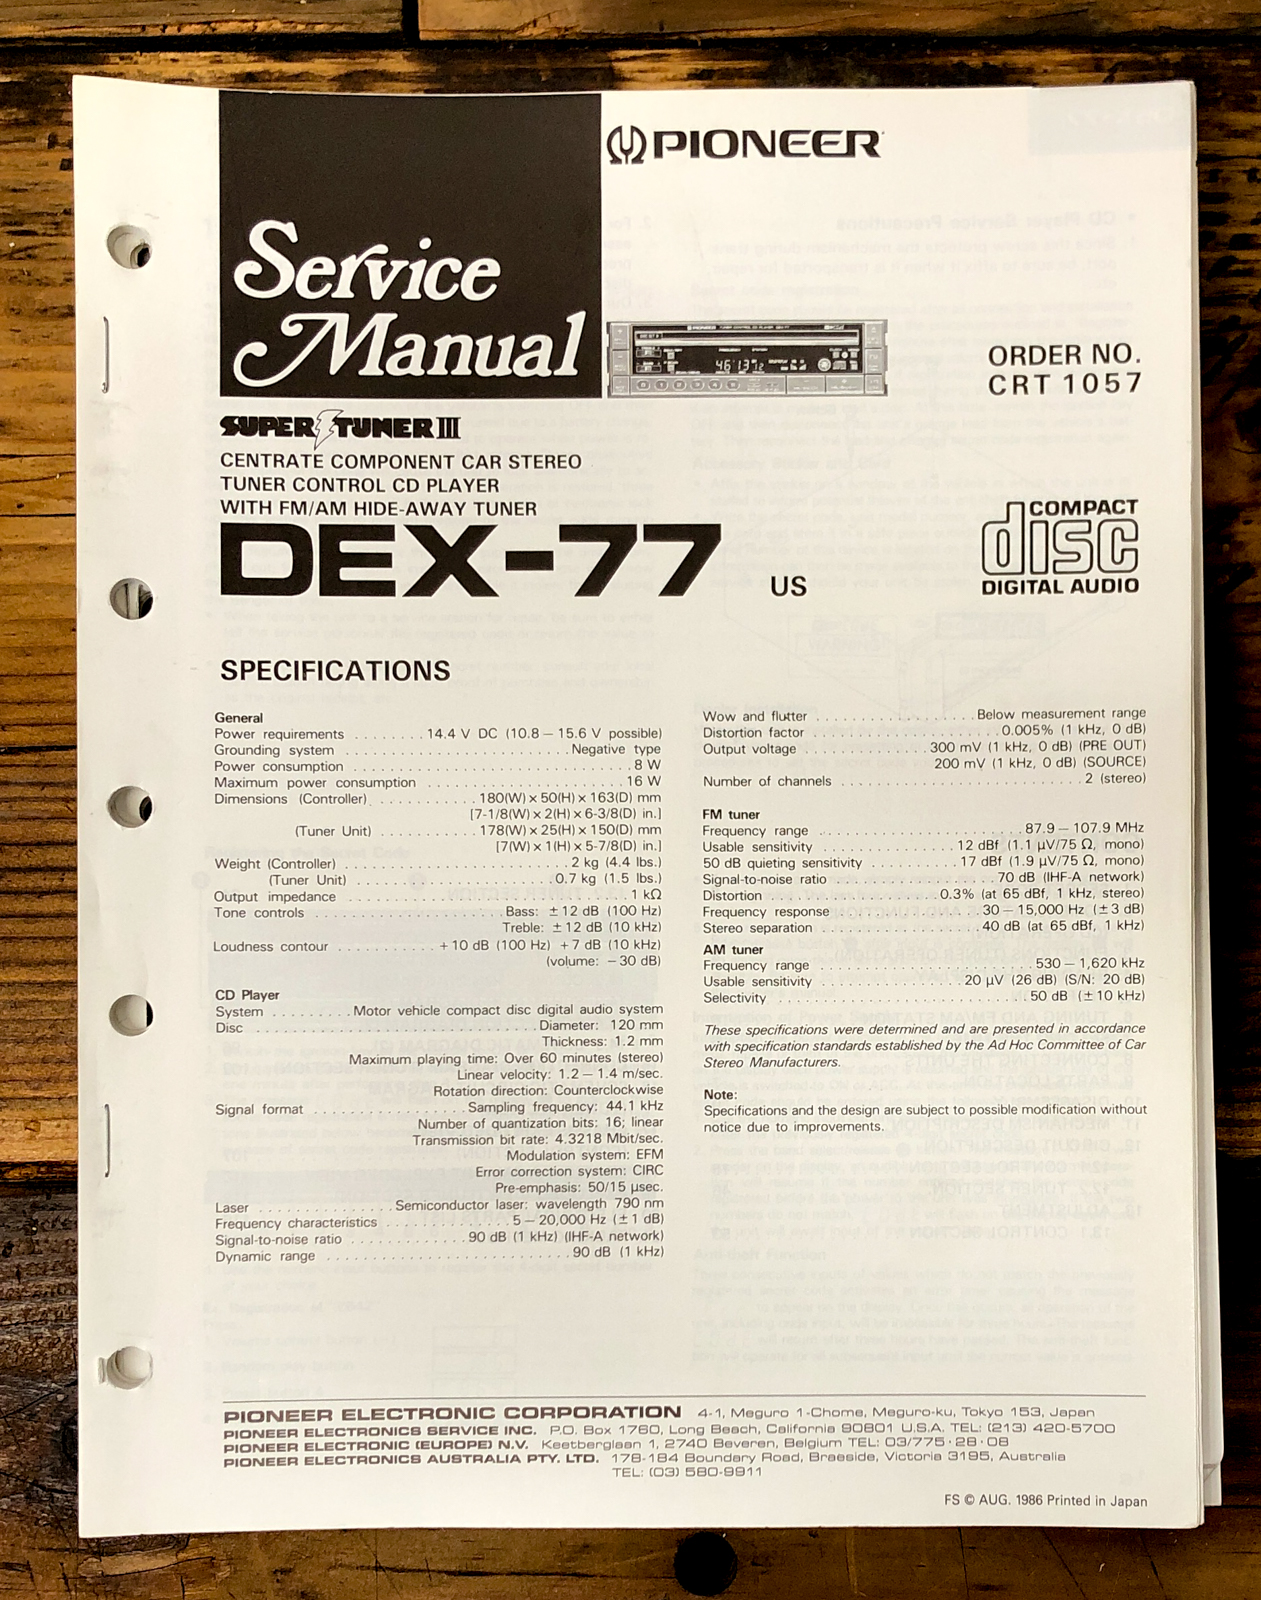 PIONEER
Service
Manual
PIONEER
ORDER NO.
CRT 1057
SUPER TUNER III
CENTRATE COMPONENT CAR STEREO
TUNER CONTROL CD PLAYER
WITH FM/AM HIDE-AWAY TUNER
DEX-77 US
COMPACT
disc
DIGITAL AUDIO
SPECIFICATIONS
General
Power requirements . . . . . . . . . 14.4 V DC (10.8 – 15.6 V possible)
Grounding system . . . . . . . . . Negative type
Power consumption . . . . . . . . . 8 W
Maximum power consumption . . . . . . . . . 16 W
Dimensions (Controller) . . . . . . . . . 180(W) × 50(H) × 163(D) mm
[7-1/8(W) × 2(H) × 6-3/8(D) in.]
(Tuner Unit) . . . . . . . . . 178(W) × 25(H) × 150(D) mm
[7(W) × 1(H) × 5-7/8(D) in.]
Weight (Controller) . . . . . . . . . 2 kg (4.4 lbs.)
(Tuner Unit) . . . . . . . . . 0.7 kg (1.5 lbs.)
Output impedance . . . . . . . . . 1 kΩ
Tone controls . . . . . . . . . Bass: ± 12 dB (100 Hz)
Treble: ± 12 dB (10 kHz)
Loudness contour . . . . . . . . . + 10 dB (100 Hz) + 7 dB (10 kHz)
(volume: – 30 dB)
CD Player
System . . . . . . . . . Motor vehicle compact disc digital audio system
Disc . . . . . . . . . Diameter: 120 mm
Thickness: 1.2 mm
Maximum playing time: Over 60 minutes (stereo)
Linear velocity: 1.2 – 1.4 m/sec.
Rotation direction: Counterclockwise
Signal format . . . . . . . . . Sampling frequency: 44.1 kHz
Number of quantization bits: 16; linear
Transmission bit rate: 4.3218 Mbit/sec.
Modulation system: EFM
Error correction system: CIRC
Pre-emphasis: 50/15 μsec.
Laser . . . . . . . . . Semiconductor laser: wavelength 790 nm
Frequency characteristics . . . . . . . . . 5 – 20,000 Hz (± 1 dB)
Signal-to-noise ratio . . . . . . . . . 90 dB (1 kHz) (IHF-A network)
Dynamic range . . . . . . . . . 90 dB (1 kHz)
Wow and flutter . . . . . . . . . Below measurement range
Distortion factor . . . . . . . . . 0.005% (1 kHz, 0 dB)
Output voltage . . . . . . . . . 300 mV (1 kHz, 0 dB) (PRE OUT)
200 mV (1 kHz, 0 dB) (SOURCE)
Number of channels . . . . . . . . . 2 (stereo)
FM tuner
Frequency range . . . . . . . . . 87.9 – 107.9 MHz
Usable sensitivity . . . . . . . . . 12 dBf (1.1 μV/75 Ω, mono)
50 dB quieting sensitivity . . . . . . . . . 17 dBf (1.9 μV/75 Ω, mono)
Signal-to-noise ratio . . . . . . . . . 70 dB (IHF-A network)
Distortion . . . . . . . . . 0.3% (at 65 dBf, 1 kHz, stereo)
Frequency response . . . . . . . . . 30 – 15,000 Hz (± 3 dB)
Stereo separation . . . . . . . . . 40 dB (at 65 dBf, 1 kHz)
AM tuner
Frequency range . . . . . . . . . 530 – 1,620 kHz
Usable sensitivity . . . . . . . . . 20 μV (26 dB) (S/N: 20 dB)
Selectivity . . . . . . . . . 50 dB (± 10 kHz)
These specifications were determined and are presented in accordance
with specification standards established by the Ad Hoc Committee of Car
Stereo Manufacturers.
Note:
Specifications and the design are subject to possible modification without
notice due to improvements.
PIONEER ELECTRONIC CORPORATION 4-1, Meguro 1-Chome, Meguro-ku, Tokyo 153, Japan
PIONEER ELECTRONICS SERVICE INC. P.O. Box 1760, Long Beach, California 90801 U.S.A. TEL: (213) 420-5700
PIONEER ELECTRONIC (EUROPE) N.V. Keetberglaan 1, 2740 Beveren, Belgium TEL: 03/775·28·08
PIONEER ELECTRONICS AUSTRALIA PTY. LTD. 178-184 Boundary Road, Braeside, Victoria 3195, Australia
TEL: (03) 580-9911
FS © AUG. 1986 Printed in Japan